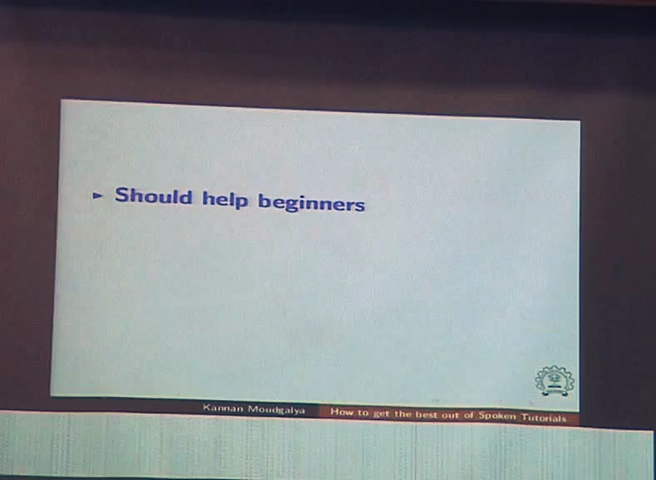 ► Should help beginners
Kannan Moudgalya
How to get the best out of Spoken Tutorials